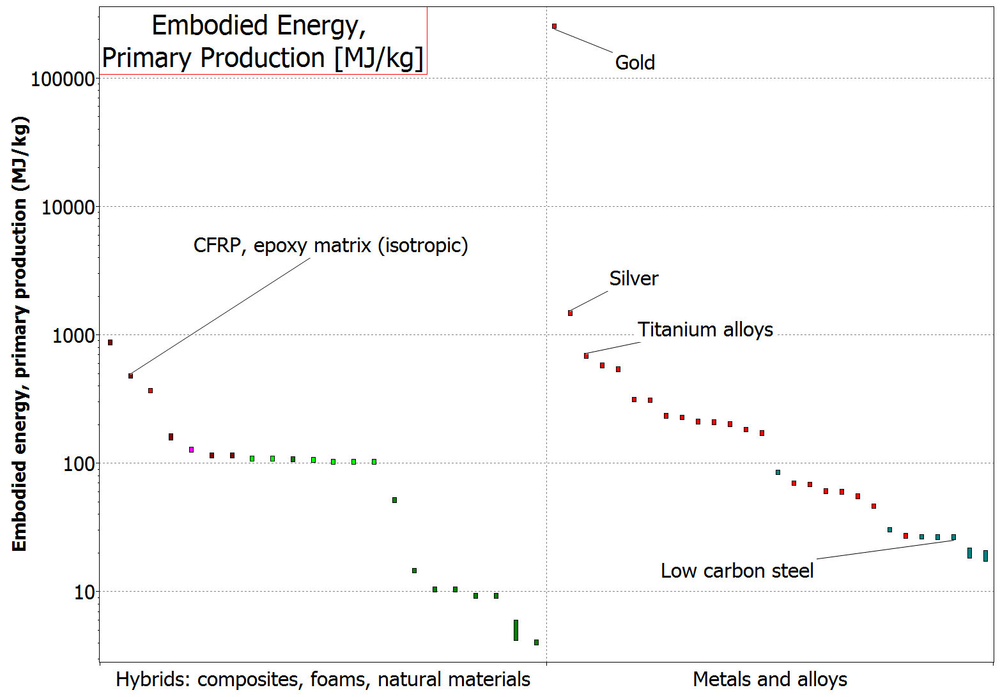 Embodied Energy,
Primary Production [MJ/kg]
Embodied energy, primary production (MJ/kg)
100000
10000
1000
100
10
Gold
CFRP, epoxy matrix (isotropic)
Silver
Titanium alloys
Low carbon steel
Hybrids: composites, foams, natural materials
Metals and alloys